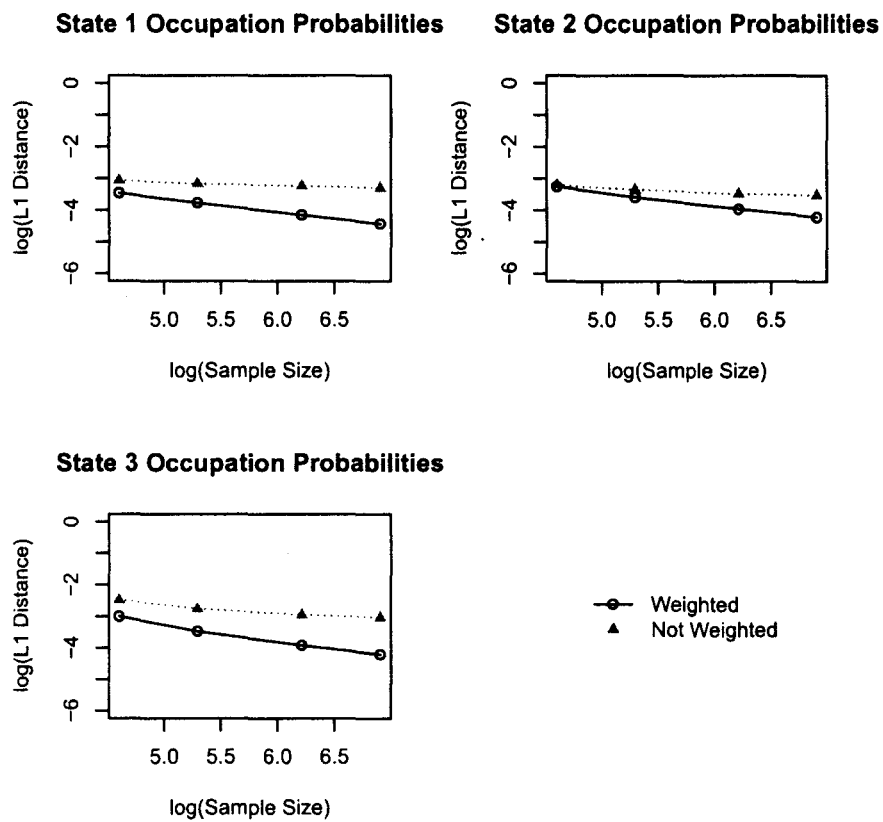 State 1 Occupation Probabilities
0
-2
-4
-6
log(L1 Distance)
5.0 5.5 6.0 6.5
log(Sample Size)
State 2 Occupation Probabilities
0
-2
-4
-6
log(L1 Distance)
5.0 5.5 6.0 6.5
log(Sample Size)
State 3 Occupation Probabilities
0
-2
-4
-6
log(L1 Distance)
5.0 5.5 6.0 6.5
log(Sample Size)
Weighted
Not Weighted